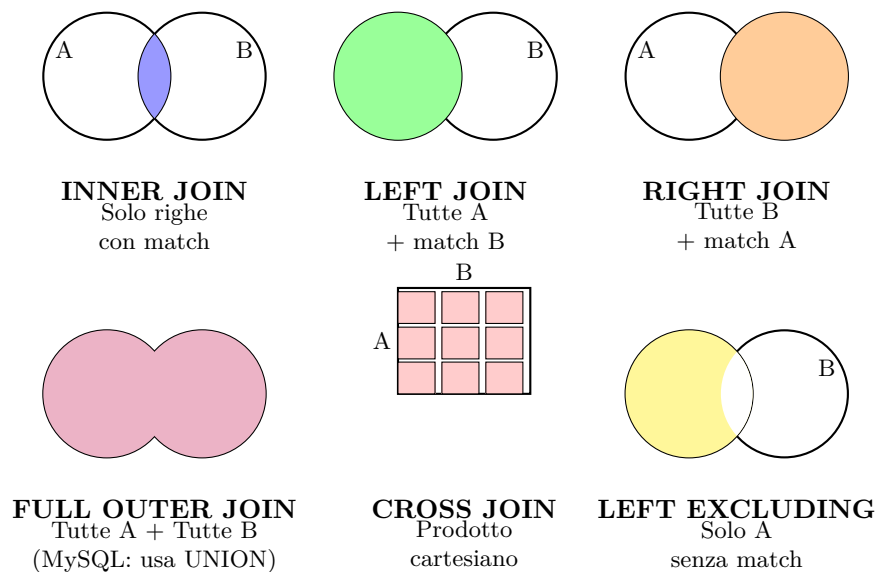 A
B
INNER JOIN
Solo righe
con match
B
LEFT JOIN
Tutte A
+ match B
A
RIGHT JOIN
Tutte B
+ match A
FULL OUTER JOIN
Tutte A + Tutte B
(MySQL: usa UNION)
B
A
CROSS JOIN
Prodotto
cartesiano
B
LEFT EXCLUDING
Solo A
senza match